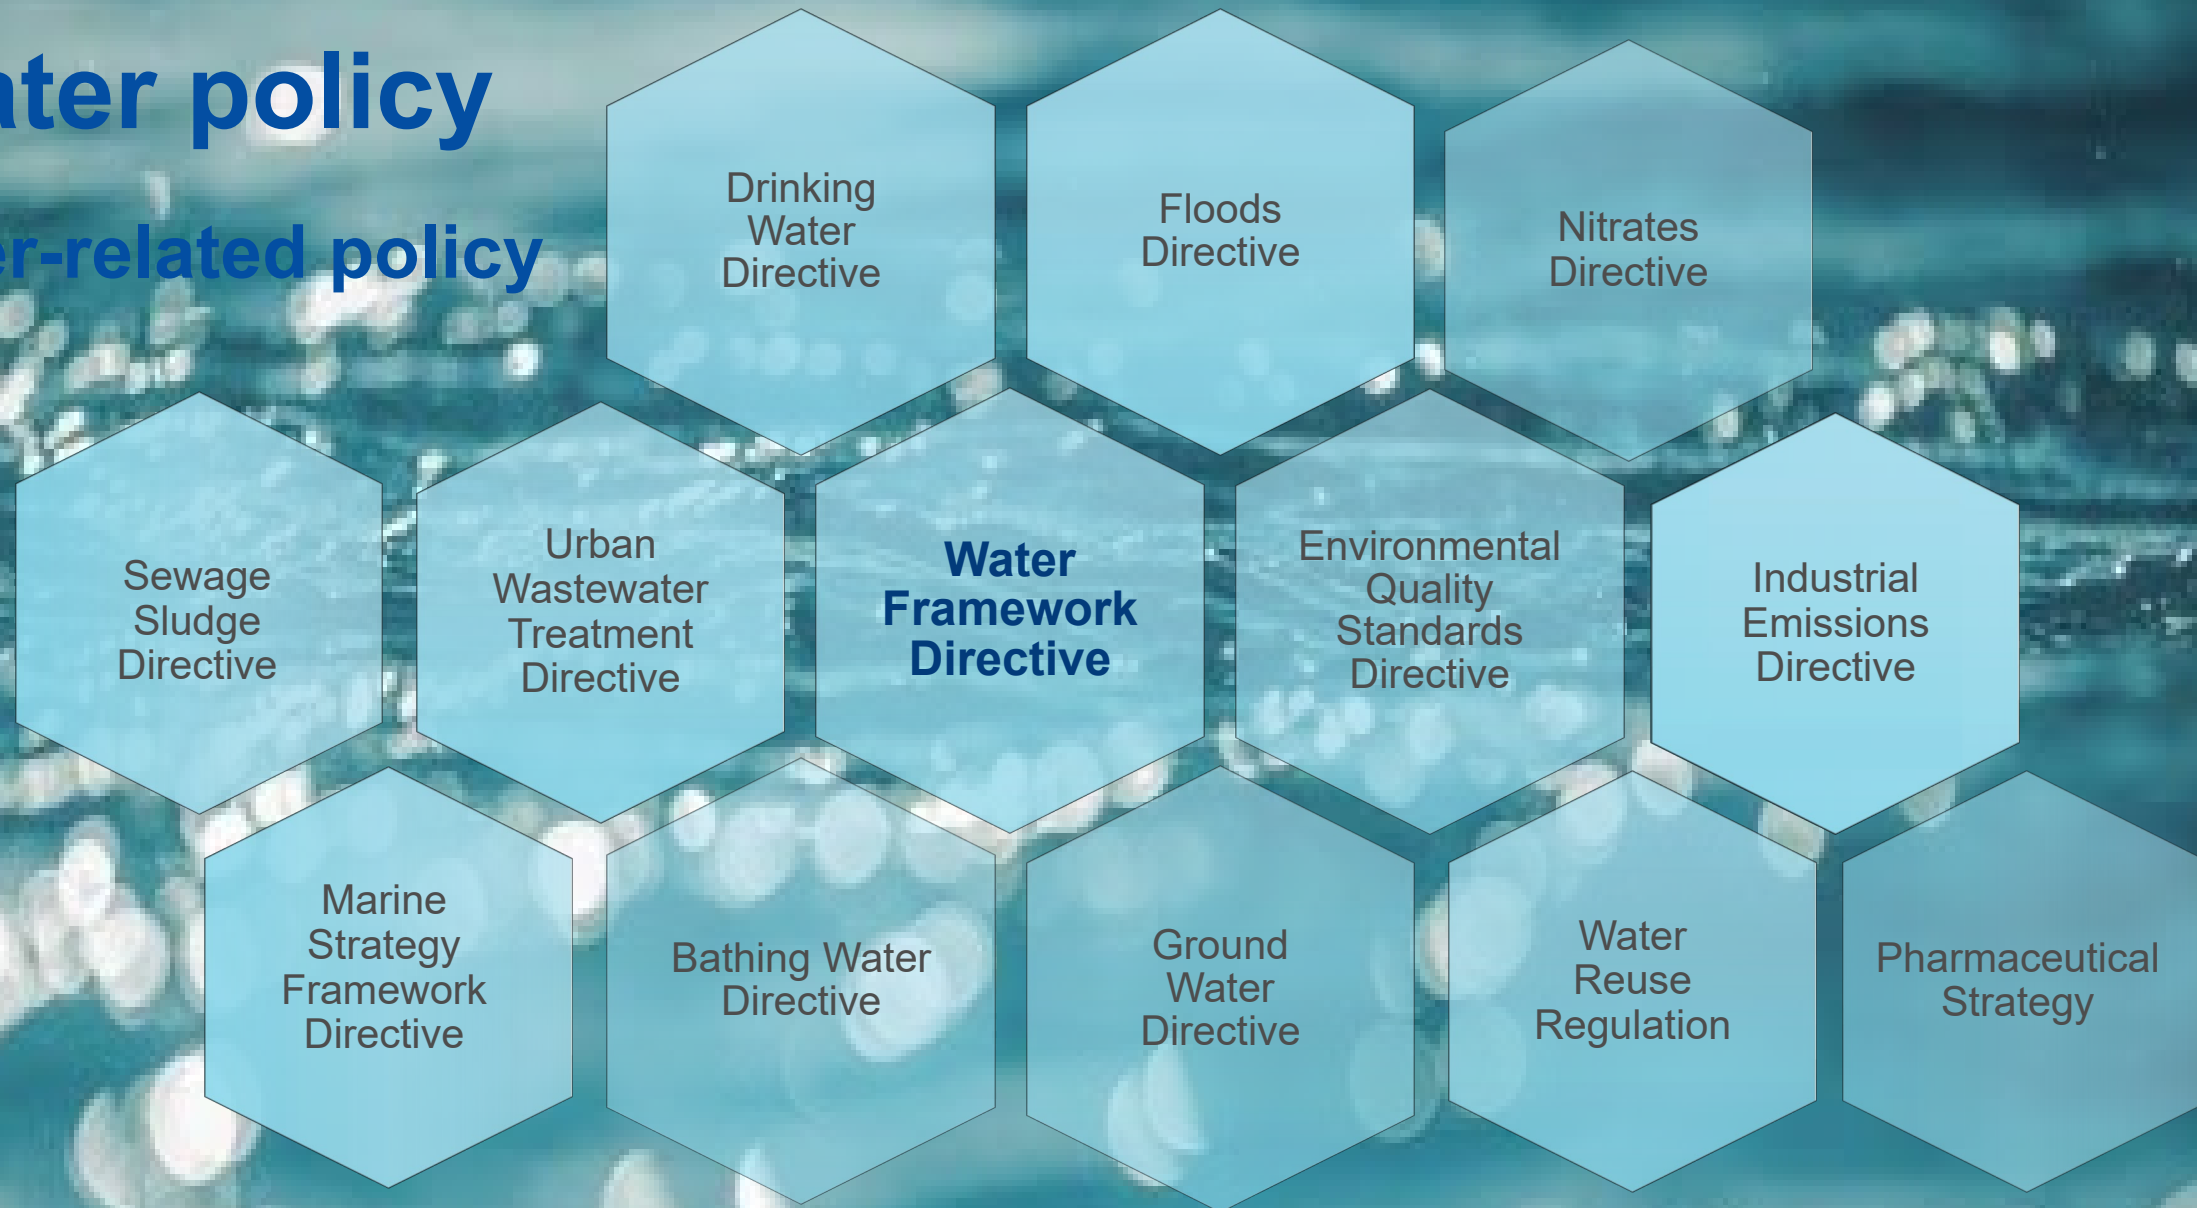 ater policy
er-related policy
Drinking
Water
Directive
Floods
Directive
Nitrates
Directive
Sewage
Sludge
Directive
Urban
Wastewater
Treatment
Directive
Water
Framework
Directive
Environmental
Quality
Standards
Directive
Industrial
Emissions
Directive
Marine
Strategy
Framework
Directive
Bathing Water
Directive
Ground
Water
Directive
Water
Reuse
Regulation
Pharmaceutical
Strategy